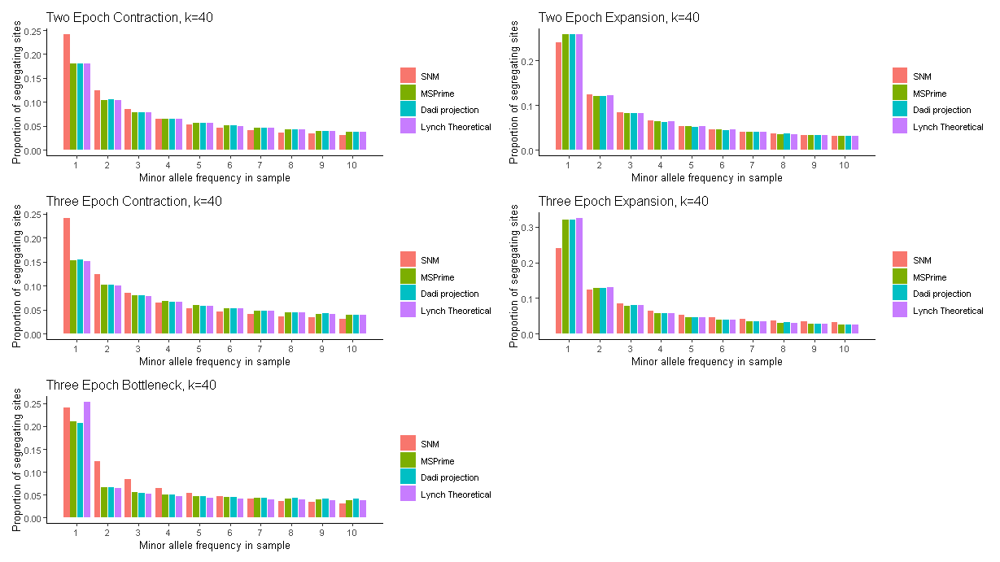 Two Epoch Contraction, k=40
Proportion of segregating sites
0.25
0.20
0.15
0.10
0.05
0.00
1 2 3 4 5 6 7 8 9 10
Minor allele frequency in sample
SNM
MSPrime
Dadi projection
Lynch Theoretical
Two Epoch Expansion, k=40
Proportion of segregating sites
0.2
0.1
0.0
1 2 3 4 5 6 7 8 9 10
Minor allele frequency in sample
SNM
MSPrime
Dadi projection
Lynch Theoretical
Three Epoch Contraction, k=40
Proportion of segregating sites
0.25
0.20
0.15
0.10
0.05
0.00
1 2 3 4 5 6 7 8 9 10
Minor allele frequency in sample
SNM
MSPrime
Dadi projection
Lynch Theoretical
Three Epoch Expansion, k=40
Proportion of segregating sites
0.3
0.2
0.1
0.0
1 2 3 4 5 6 7 8 9 10
Minor allele frequency in sample
SNM
MSPrime
Dadi projection
Lynch Theoretical
Three Epoch Bottleneck, k=40
Proportion of segregating sites
0.25
0.20
0.15
0.10
0.05
0.00
1 2 3 4 5 6 7 8 9 10
Minor allele frequency in sample
SNM
MSPrime
Dadi projection
Lynch Theoretical